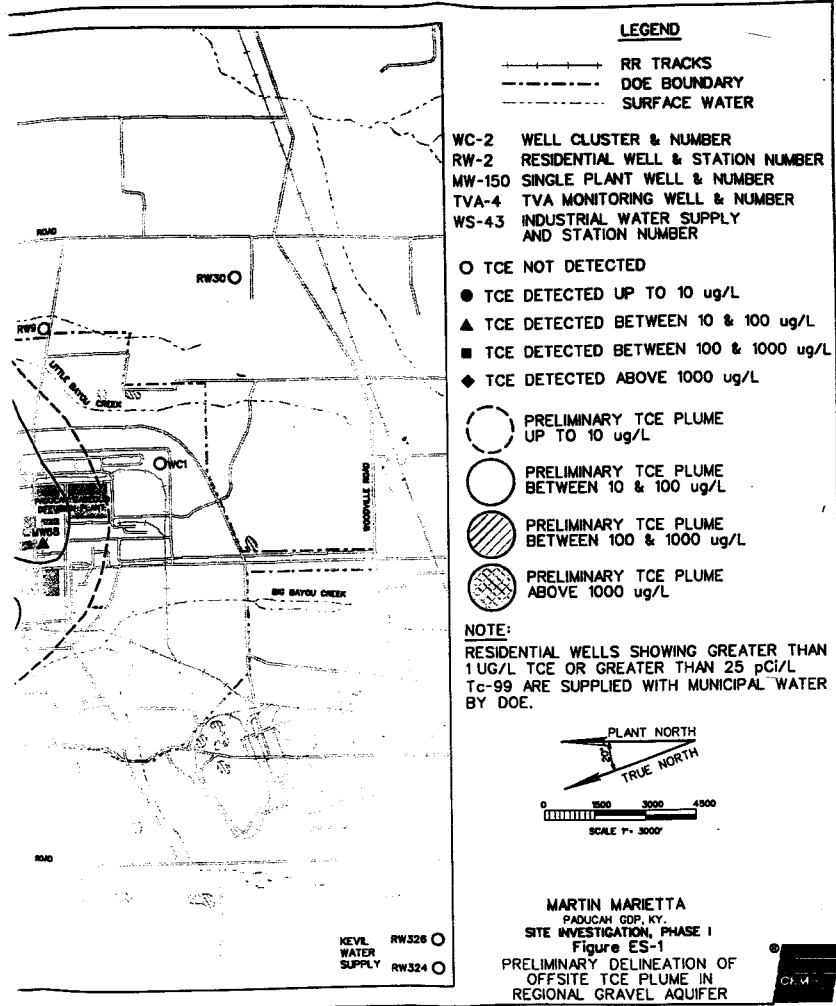 LEGEND
RR TRACKS
DOE BOUNDARY
SURFACE WATER
WC-2 WELL CLUSTER & NUMBER
RW-2 RESIDENTIAL WELL & STATION NUMBER
MW-150 SINGLE PLANT WELL & NUMBER
TVA-4 TVA MONITORING WELL & NUMBER
WS-43 INDUSTRIAL WATER SUPPLY
AND STATION NUMBER
TCE NOT DETECTED
TCE DETECTED UP TO 10 ug/L
TCE DETECTED BETWEEN 10 & 100 ug/L
TCE DETECTED BETWEEN 100 & 1000 ug/L
TCE DETECTED ABOVE 1000 ug/L
PRELIMINARY TCE PLUME
UP TO 10 ug/L
PRELIMINARY TCE PLUME
BETWEEN 10 & 100 ug/L
PRELIMINARY TCE PLUME
BETWEEN 100 & 1000 ug/L
PRELIMINARY TCE PLUME
ABOVE 1000 ug/L
NOTE:
RESIDENTIAL WELLS SHOWING GREATER THAN
1 UG/L TCE OR GREATER THAN 25 pCi/L
Tc-99 ARE SUPPLIED WITH MUNICIPAL WATER
BY DOE.
PLANT NORTH
20°
TRUE NORTH
0 1500 3000 4500
SCALE 1"= 3000'
MARTIN MARIETTA
PADUCAH GDP, KY.
SITE INVESTIGATION, PHASE I
Figure ES-1
PRELIMINARY DELINEATION OF
OFFSITE TCE PLUME IN
REGIONAL GRAVEL AQUIFER
®
ROAD
RW30
RW9
LITTLE BAYOU CREEK
WC1
WOODVILLE ROAD
MW68
BIG BAYOU CREEK
ROAD
KEVIL
WATER
SUPPLY
RW326
RW324